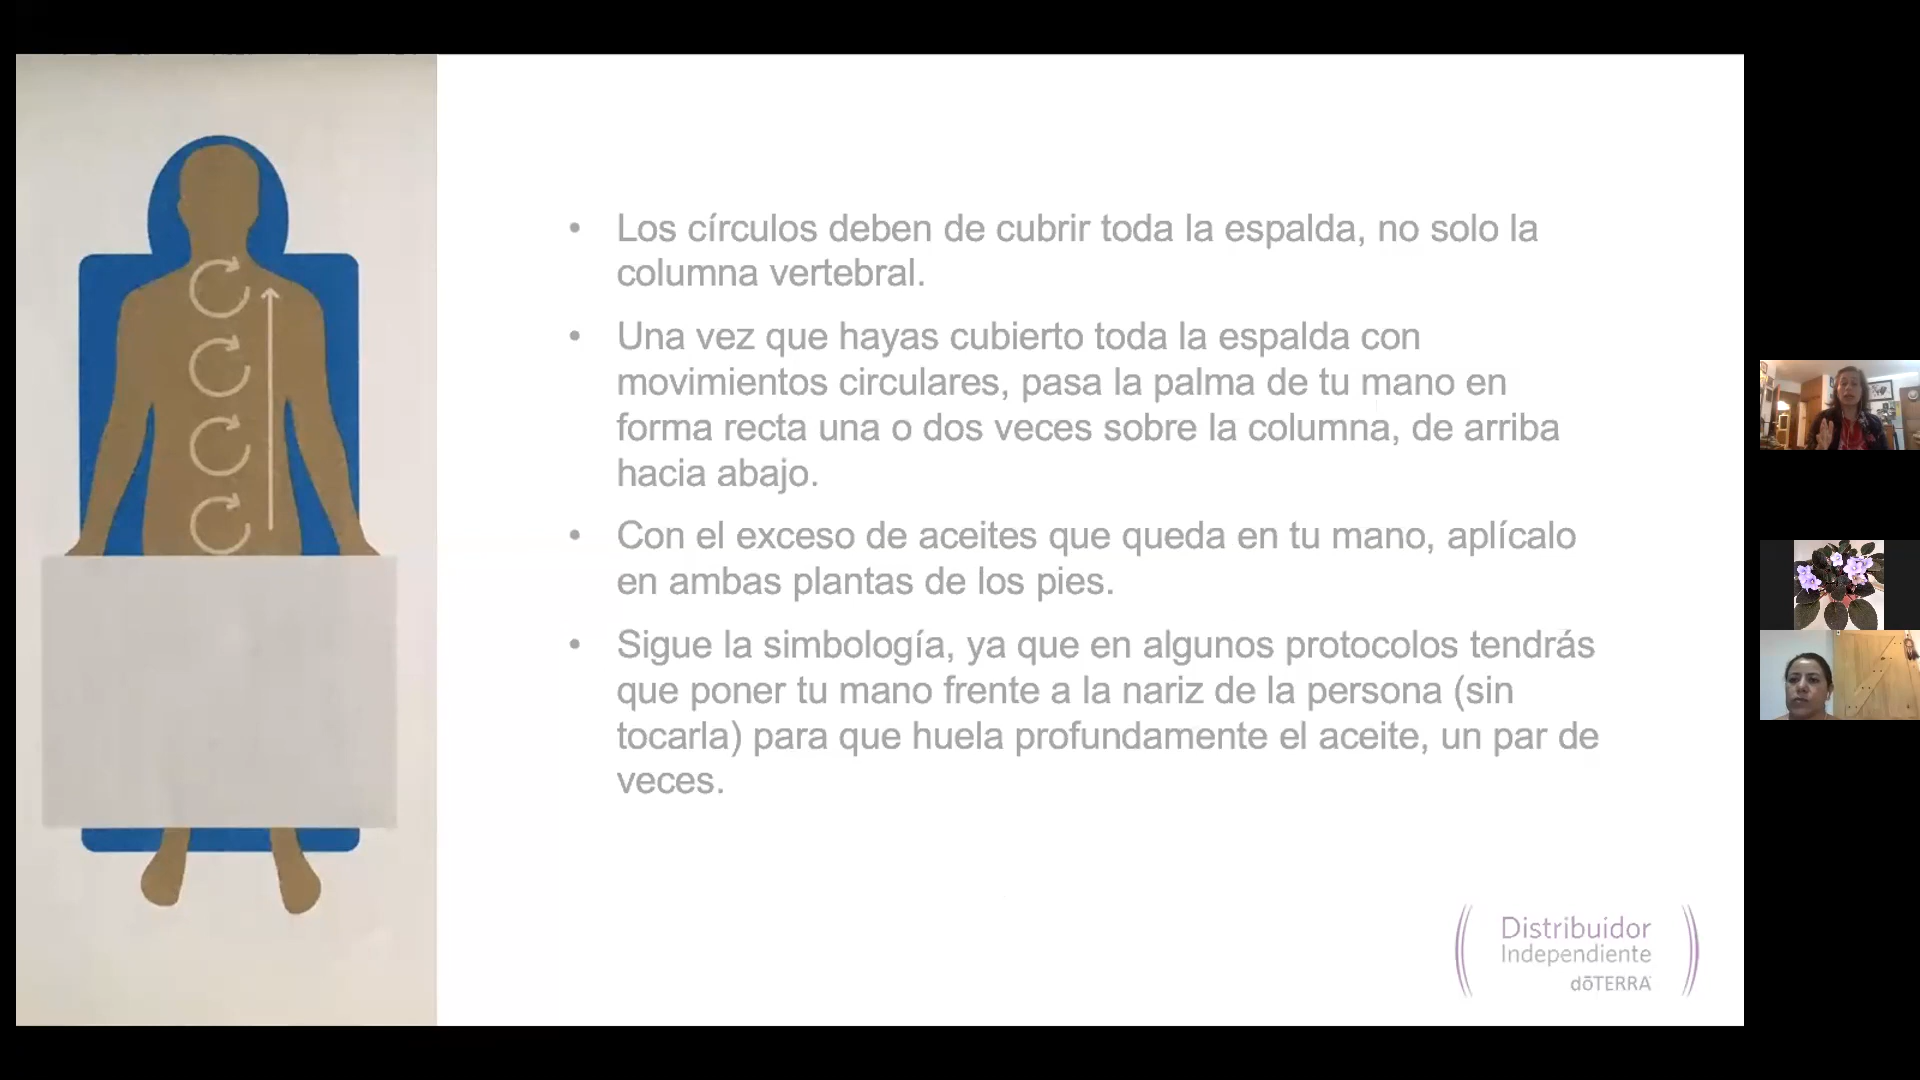 • Los círculos deben de cubrir toda la espalda, no solo la
columna vertebral.
• Una vez que hayas cubierto toda la espalda con
movimientos circulares, pasa la palma de tu mano en
forma recta una o dos veces sobre la columna, de arriba
hacia abajo.
• Con el exceso de aceites que queda en tu mano, aplícalo
en ambas plantas de los pies.
• Sigue la simbología, ya que en algunos protocolos tendrás
que poner tu mano frente a la nariz de la persona (sin
tocarla) para que huela profundamente el aceite, un par de
veces.
Distribuidor
Independiente
dōTERRA